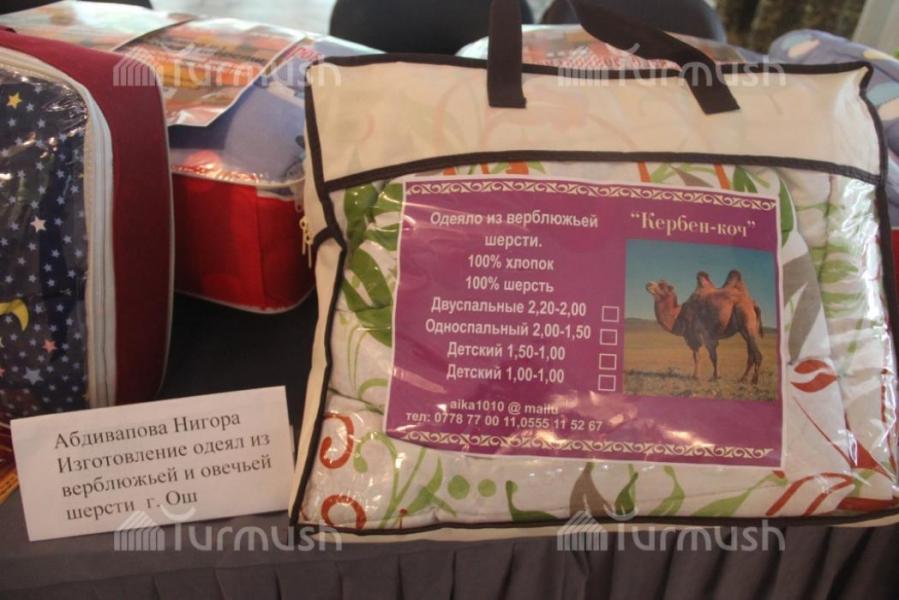 Turmush
Turmush
Одеяло из верблюжьей
шерсти.
100% хлопок
100% шерсть
Двуспальные 2,20-2,00
Односпальный 2,00-1,50
Детский 1,50-1,00
Детский 1,00-1,00
aika1010 @
тел: 0778 77 00 11,0555 11 52 67
“Кербен-коч”
Абдивапова Нигора
Изготовление одеял из
верблюжьей и овечьей
шерсти г. Ош
Turmush
Turmush